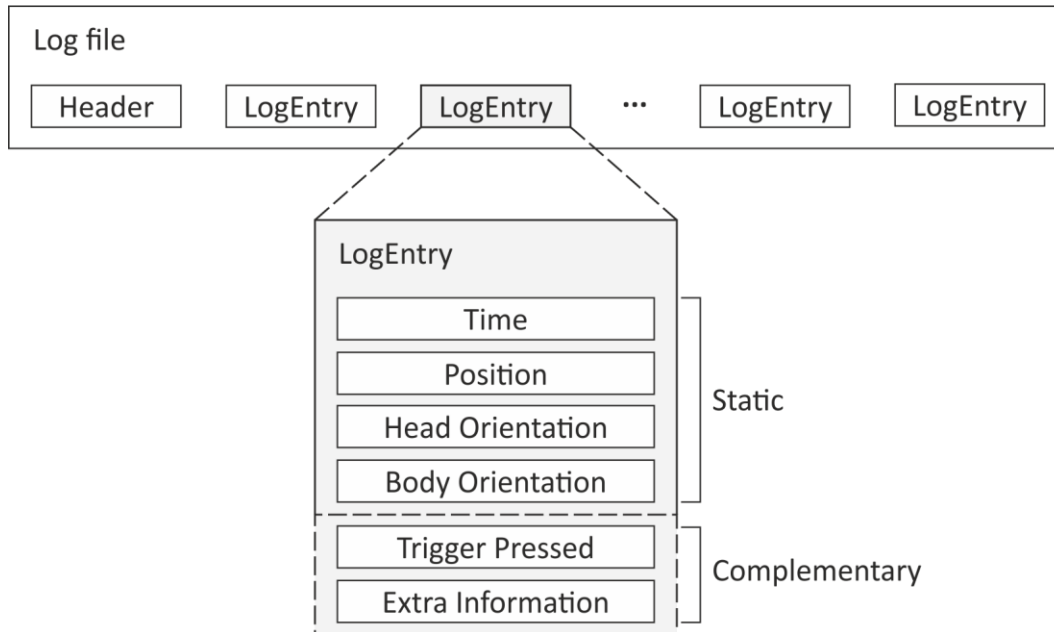 Log file
Header LogEntry LogEntry ... LogEntry LogEntry
LogEntry
Time
Position
Head Orientation
Body Orientation
Static
Trigger Pressed
Extra Information
Complementary